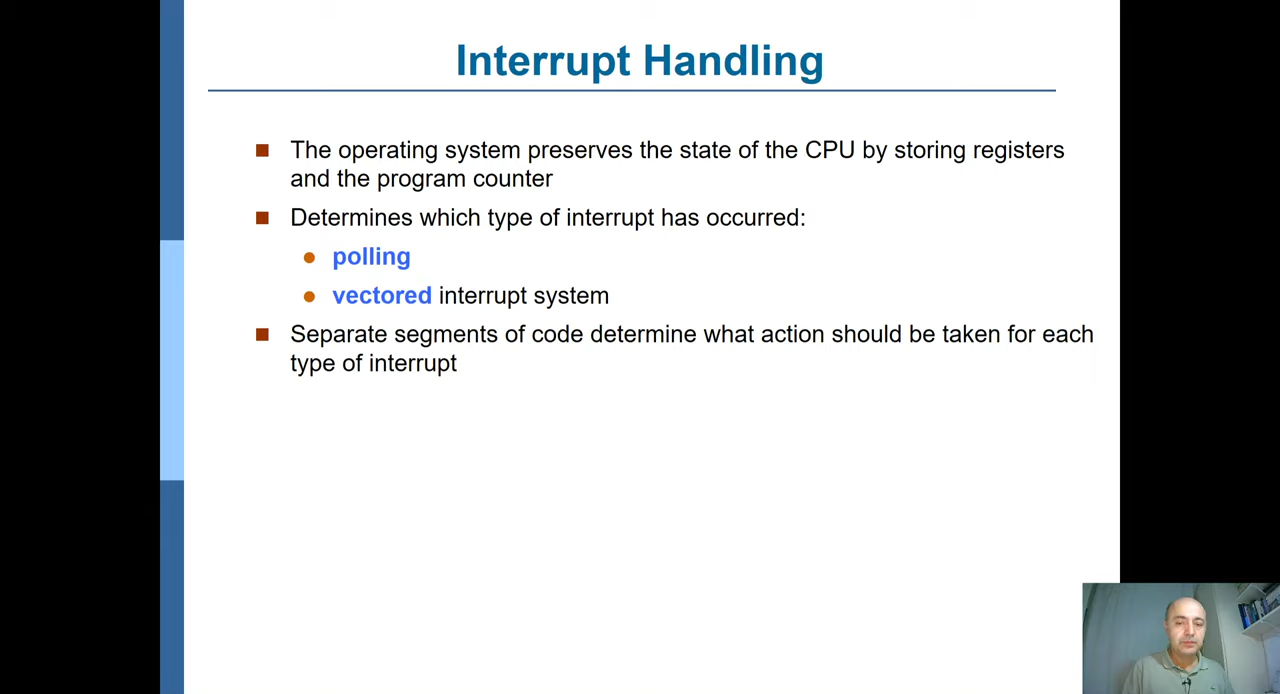 Interrupt Handling
The operating system preserves the state of the CPU by storing registers
and the program counter
Determines which type of interrupt has occurred:
polling
vectored interrupt system
Separate segments of code determine what action should be taken for each
type of interrupt